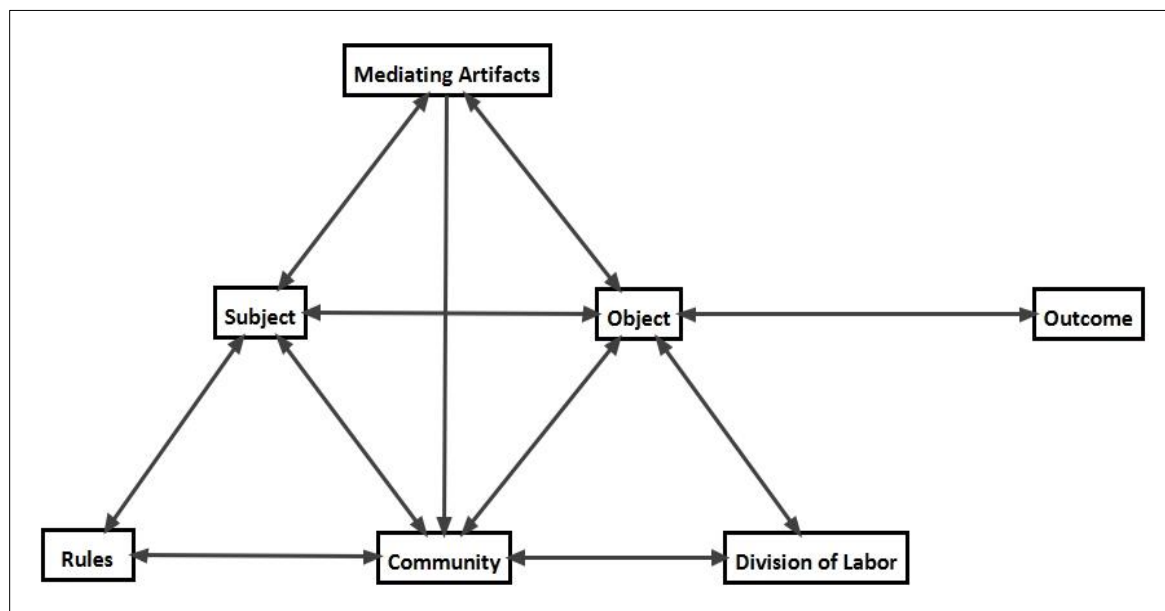 Mediating Artifacts
Subject
Object
Outcome
Rules
Community
Division of Labor